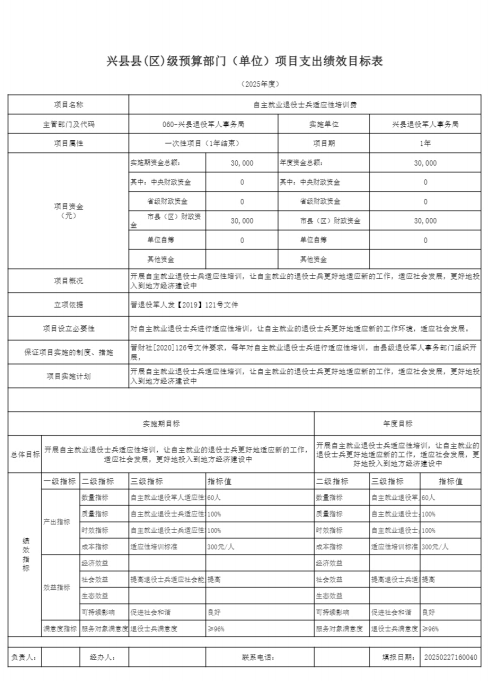 兴县县(区)级预算部门（单位）项目支出绩效目标表
（2025年度）
项目名称 自主就业退役士兵适应性培训费
主管部门及代码 060-兴县退役军人事务局 实施单位 兴县退役军人事务局
项目属性 一次性项目（1年结束） 项目期 1年
项目资金（元） 实施期资金总额： 30,000 年度资金总额： 30,000
其中：中央财政资金 0 其中：中央财政资金 0
省级财政资金 0 省级财政资金 0
市县（区）财政资金 30,000 市县（区）财政资金 30,000
单位自筹 0 单位自筹 0
其他资金 其他资金
项目概况 开展自主就业退役士兵适应性培训，让自主就业的退役士兵更好地适应新的工作，适应社会发展，更好地投
入到地方经济建设中
立项依据 晋退役军人发【2019】121号文件
项目设立必要性 对自主就业退役士兵进行适应性培训，让自主就业的退役士兵更好地适应新的工作环境，适应社会发展。
保证项目实施的制度、措施 晋财社[2020]126号文件要求，每年对自主就业退役士兵进行适应性培训，由县级退役军人事务部门组织开
展。
项目实施计划 开展自主就业退役士兵适应性培训，让自主就业的退役士兵更好地适应新的工作，适应社会发展，更好地投
入到地方经济建设中
实施期目标 年度目标
总体目标 开展自主就业退役士兵适应性培训，让自主就业的退役士兵更好地适应新的工作，
适应社会发展，更好地投入到地方经济建设中
开展自主就业退役士兵适应性培训，让自主就业的
退役士兵更好地适应新的工作，适应社会发展，更
好地投入到地方经济建设中
绩效指标
一级指标 二级指标 三级指标 指标值 二级指标 三级指标 指标值
产出指标 数量指标 自主就业退役军人适应性 60人 数量指标 自主就业退役军 60人
质量指标 自主就业退役士兵适应性 100% 质量指标 自主就业退役士 100%
时效指标 自主就业退役士兵适应性 100% 时效指标 自主就业退役士 100%
成本指标 适应性培训标准 300元/人 成本指标 适应性培训标准 300元/人
效益指标 经济效益 经济效益
社会效益 提高退役士兵适应社会能 提高 社会效益 提高退役士兵适 提高
生态效益 生态效益
可持续影响 促进社会和谐 良好 可持续影响 促进社会和谐 良好
满意度指标 服务对象满意度 退役士兵满意度 ≥96% 服务对象满意度 退役士兵满意度 ≥96%
负责人： 经办人： 联系电话： 填报日期： 20250227160040